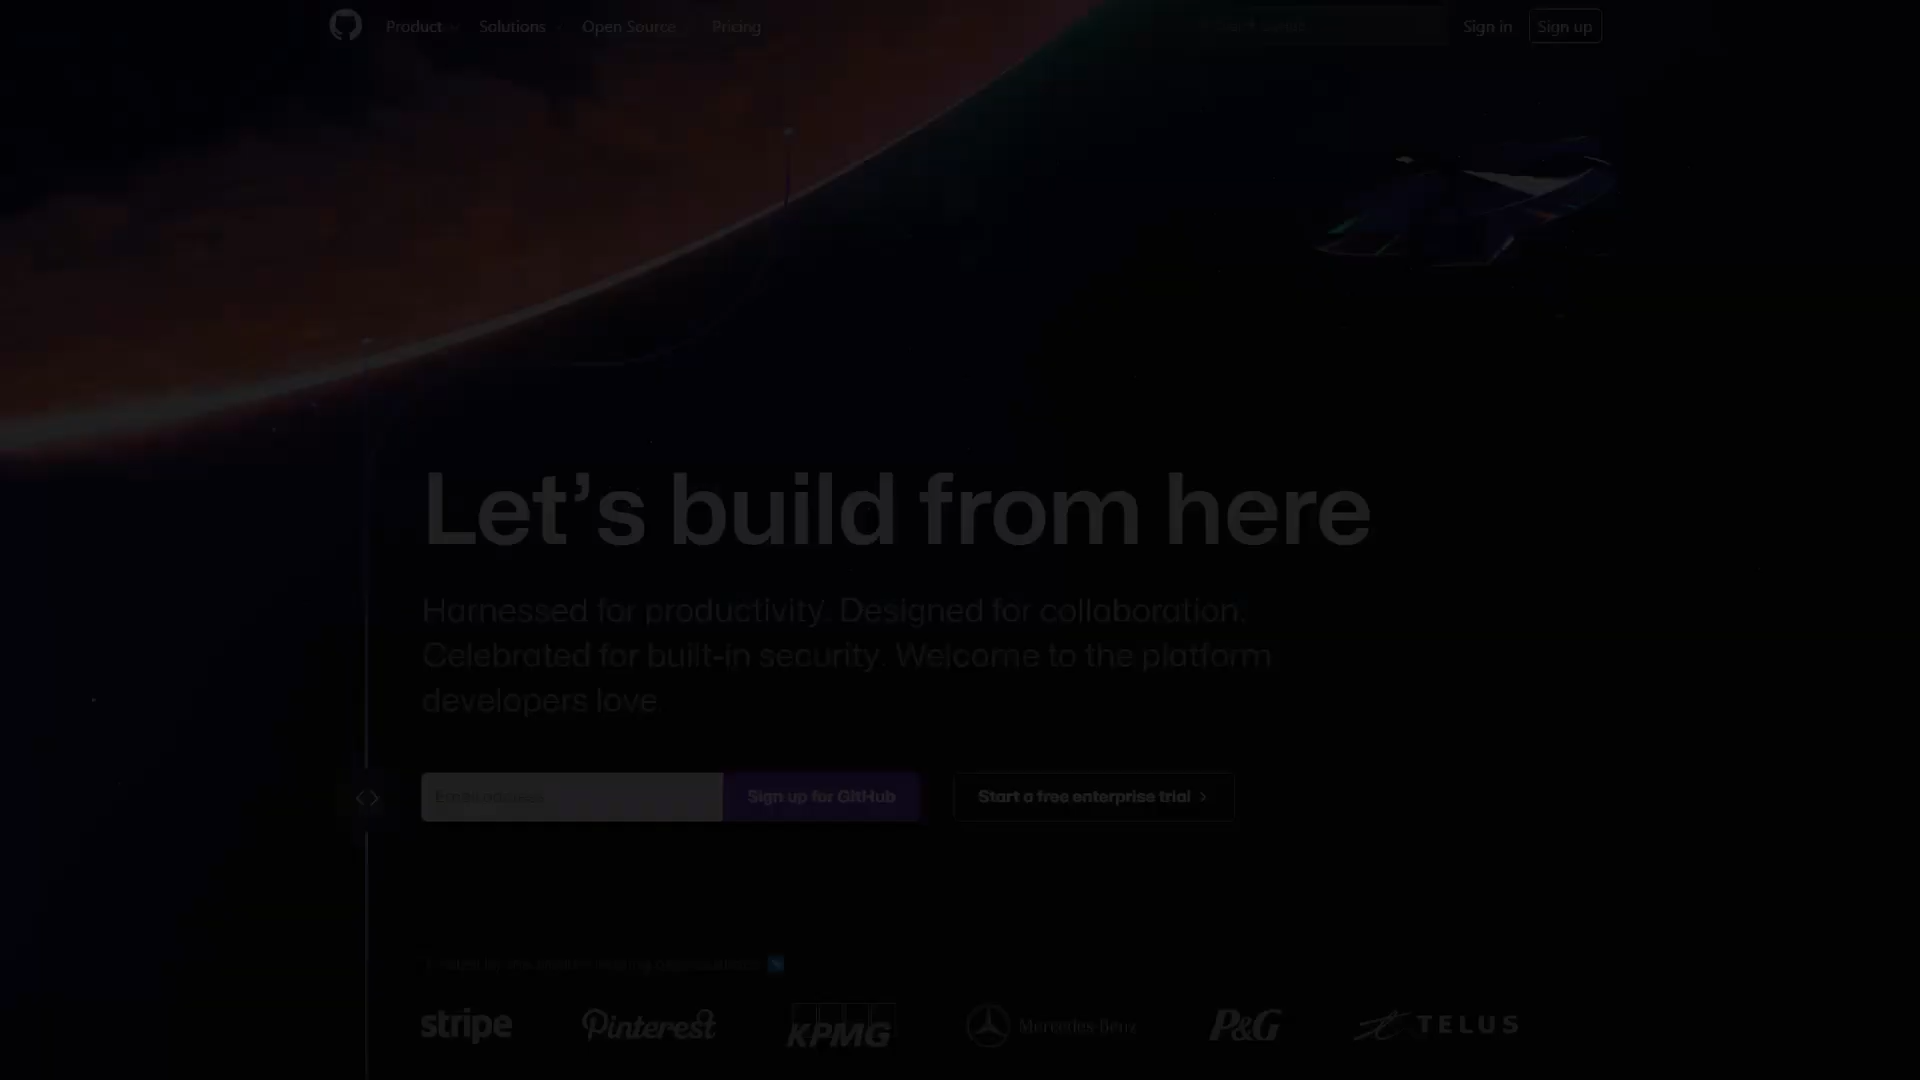 Product
Solutions
Open Source
Pricing
Sign in
Sign up
Let’s build from here
Harnessed for productivity. Designed for collaboration.
Celebrated for built-in security. Welcome to the platform
developers love.
Email address
Sign up for GitHub
Start a free enterprise trial
stripe
Pinterest
KPMG
Mercedes-Benz
P&G
TELUS